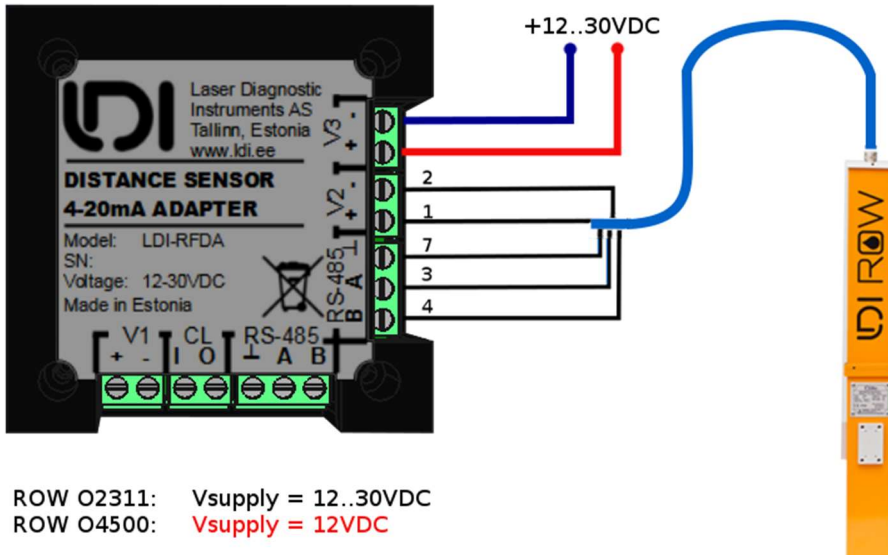 +12..30VDC
LDI
Laser Diagnostic
Instruments AS
Tallinn, Estonia
www.ldi.ee
DISTANCE SENSOR
4-20mA ADAPTER
Model: LDI-RFDA
SN:
Voltage: 12-30VDC
Made in Estonia
V3
- +
V2
- +
RS-485
⊥ A B
2
1
7
3
4
V1 CL RS-485
+ - I O ⊥ A B
LDI ROW
ROW O2311: Vsupply = 12..30VDC
ROW O4500: Vsupply = 12VDC